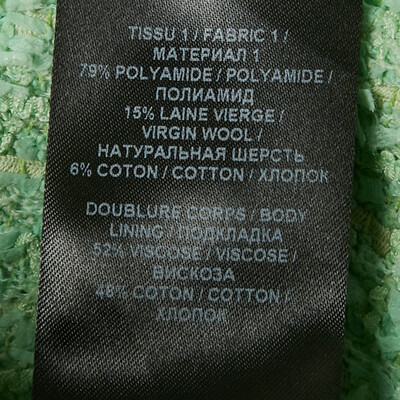 TISSU 1 / FABRIC 1 /
МАТЕРИАЛ 1
79% POLYAMIDE / POLYAMIDE /
ПОЛИАМИД
15% LAINE VIERGE /
VIRGIN WOOL /
НАТУРАЛЬНАЯ ШЕРСТЬ
6% COTON / COTTON / ХЛОПОК
DOUBLURE CORPS / BODY
LINING / ПОДКЛАДКА
52% VISCOSE / VISCOSE /
ВИСКОЗА
48% COTON / COTTON /
ХЛОПОК